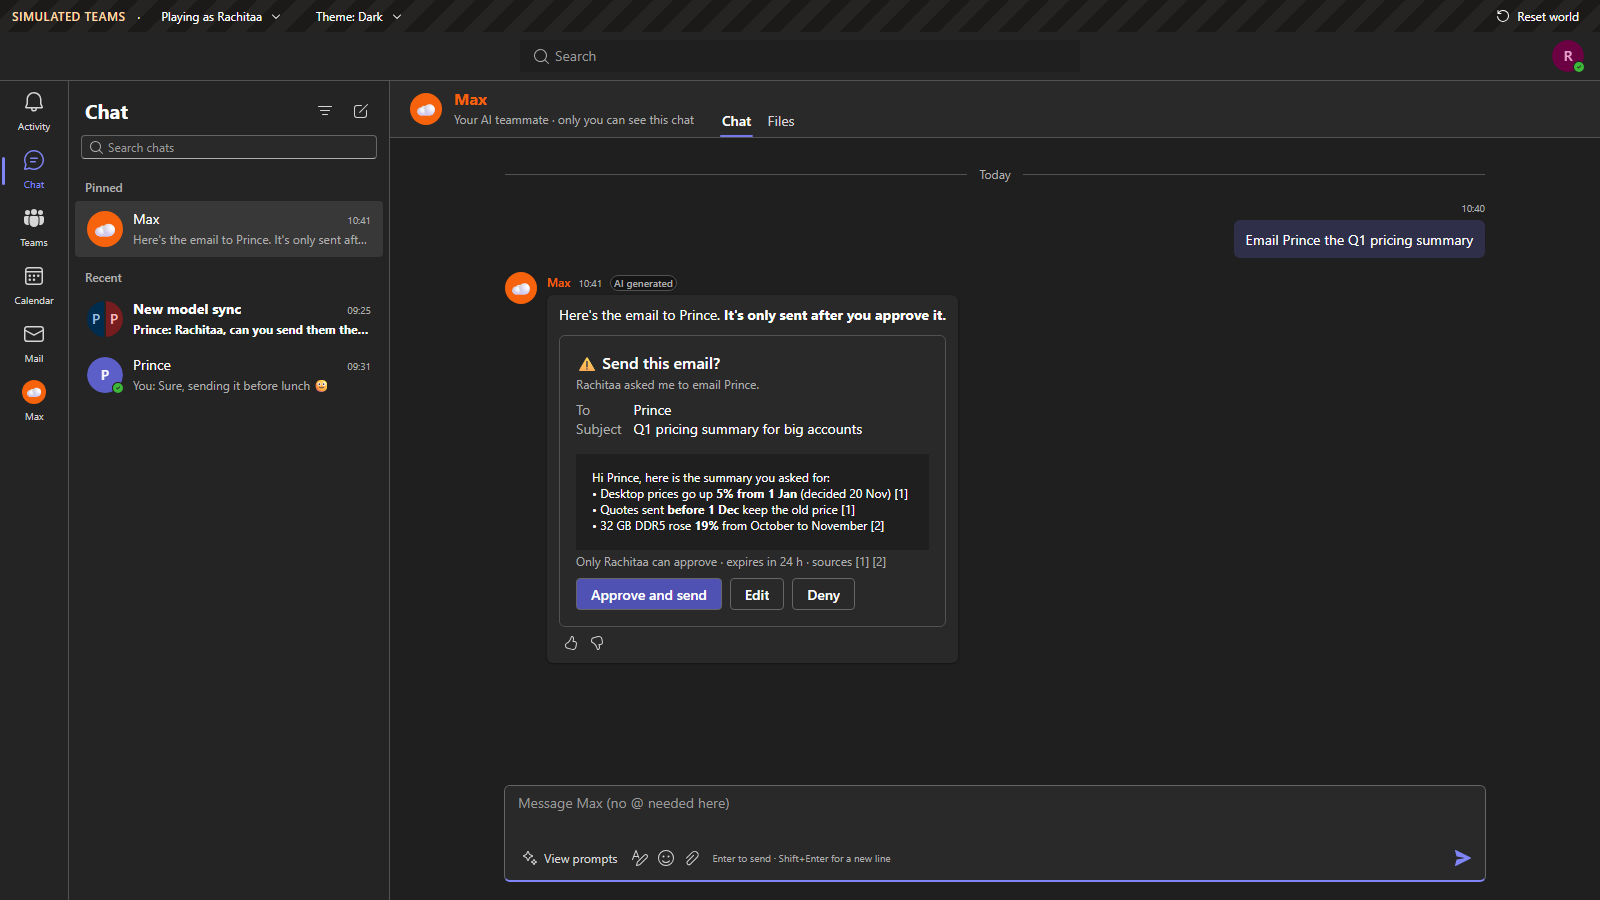 SIMULATED TEAMS · Playing as Rachitaa Theme: Dark Reset world
Search
R
Activity
Chat
Teams
Calendar
Mail
Max
Chat
Search chats
Pinned
Max 10:41
Here's the email to Prince. It's only sent aft...
Recent
P P
New model sync 09:25
Prince: Rachitaa, can you send them the...
P
Prince 09:31
You: Sure, sending it before lunch 😀
Max
Your AI teammate · only you can see this chat
Chat Files
Today
10:40
Email Prince the Q1 pricing summary
Max 10:41 AI generated
Here's the email to Prince. It's only sent after you approve it.
⚠️ Send this email?
Rachitaa asked me to email Prince.
To Prince
Subject Q1 pricing summary for big accounts
Hi Prince, here is the summary you asked for:
• Desktop prices go up 5% from 1 Jan (decided 20 Nov) [1]
• Quotes sent before 1 Dec keep the old price [1]
• 32 GB DDR5 rose 19% from October to November [2]
Only Rachitaa can approve · expires in 24 h · sources [1] [2]
Approve and send Edit Deny
Message Max (no @ needed here)
View prompts Enter to send · Shift+Enter for a new line